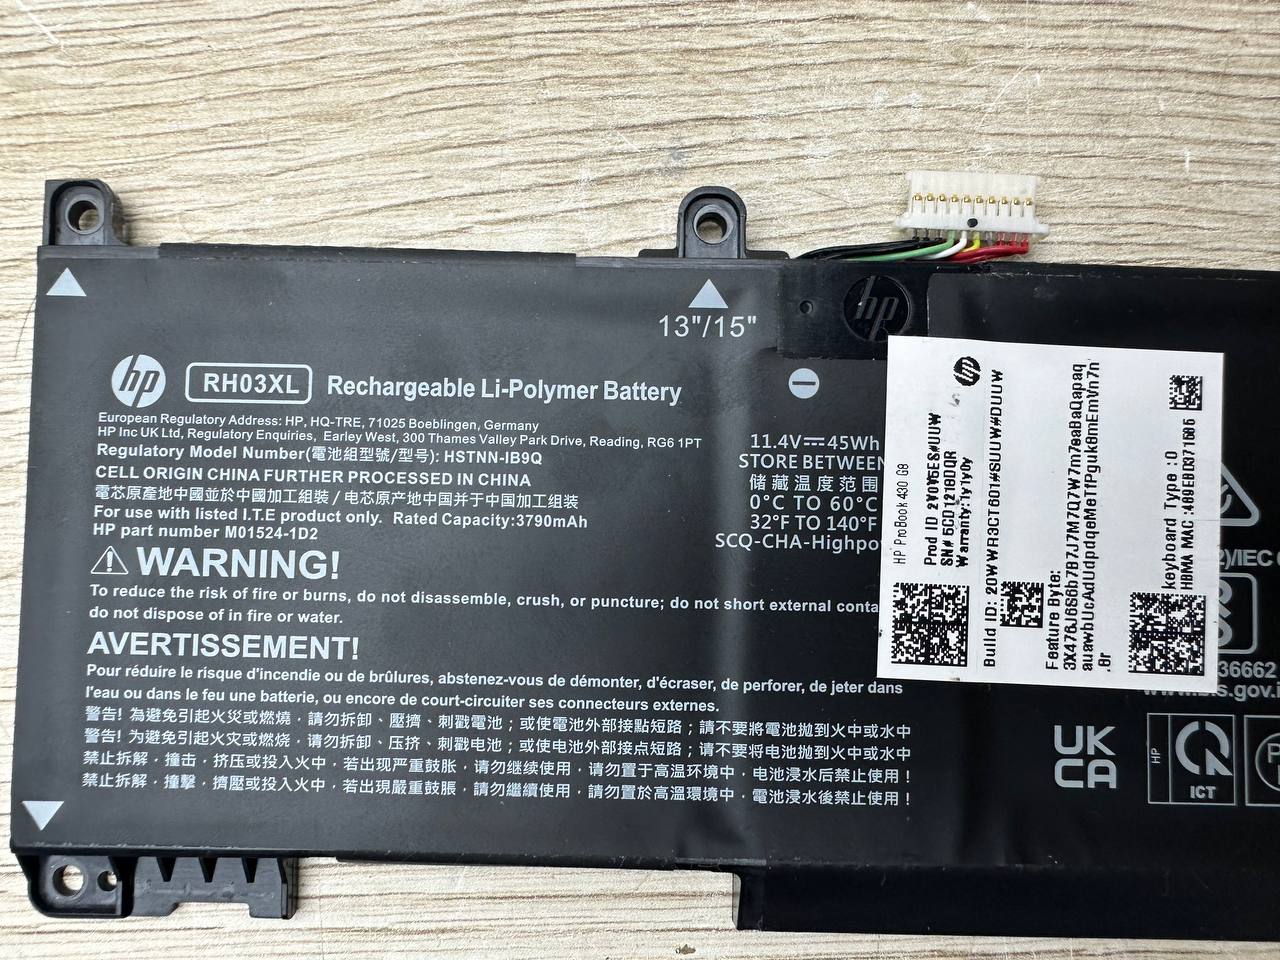 13"/15"
hp
hp RH03XL Rechargeable Li-Polymer Battery
European Regulatory Address: HP, HQ-TRE, 71025 Boeblingen, Germany
HP Inc UK Ltd, Regulatory Enquiries, Earley West, 300 Thames Valley Park Drive, Reading, RG6 1PT
Regulatory Model Number(電池組型號/型号): HSTNN-IB9Q
CELL ORIGIN CHINA FURTHER PROCESSED IN CHINA
電芯原產地中國並於中國加工組裝 / 电芯原产地中国并于中国加工组装
For use with listed I.T.E product only. Rated Capacity:3790mAh
HP part number M01524-1D2
WARNING!
To reduce the risk of fire or burns, do not disassemble, crush, or puncture; do not short external conta
do not dispose of in fire or water.
AVERTISSEMENT!
Pour réduire le risque d'incendie ou de brûlures, abstenez-vous de démonter, d'écraser, de perforer, de jeter dans
l'eau ou dans le feu une batterie, ou encore de court-circuiter ses connecteurs externes.
警告! 為避免引起火災或燃燒，請勿拆卸、壓擠、刺戳電池；或使電池外部接點短路；請不要將電池拋到火中或水中
警告! 为避免引起火灾或燃烧，请勿拆卸、压挤、刺戳电池；或使电池外部接点短路；请不要将电池抛到火中或水中
禁止拆解，撞击，挤压或投入火中，若出现严重鼓胀，请勿继续使用，请勿置于高温环境中，电池浸水后禁止使用！
禁止拆解，撞擊，擠壓或投入火中，若出現嚴重鼓脹，請勿繼續使用，請勿置於高溫環境中，電池浸水後禁止使用！
11.4V⎓45Wh
STORE BETWEEN
储藏温度范围
0°C TO 60°C
32°F TO 140°F
SCQ-CHA-Highpo
hp
HP ProBook 430 G8
Prod ID 2Y0Y6ES#UUW
SN# 5CD1216DQR
Warranty:1y1y0y
Build ID: 20WWR3CT6DT#SUUW#DUUW
Feature Byte:
.8r
Keyboard Type :0
)/IEC
36662
www.bis.gov.i
UK
CA
HP
ICT